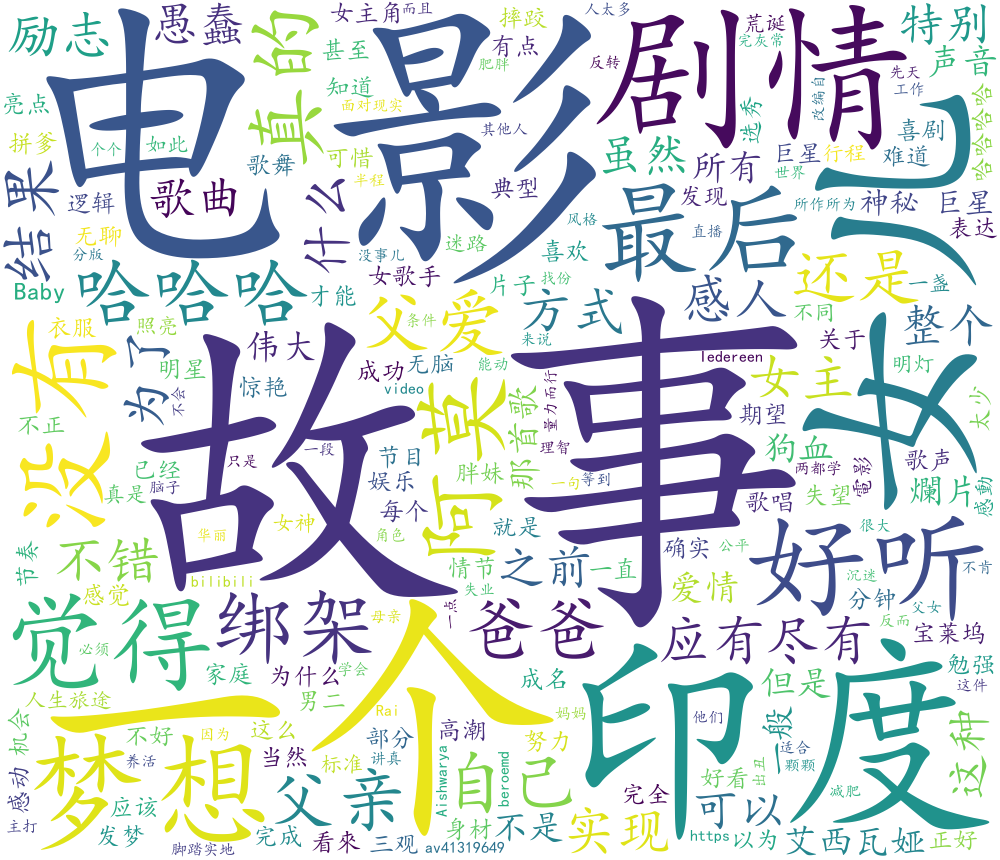 励志
愚蠢
女主角
而且
有点
人太多
荒诞
完灰常
特别
亮点
拼爹
个个
如此
真的
甚至
知道
摔跤
肥胖
面对现实
其他人
反转
剧情
选秀
先天
工作
改编自
声音
哈哈哈哈
喜剧
难道
电影
歌舞
可惜
半程
典型
虽然
所有
巨星
行程
世界
儿女
结果
逻辑
无聊
分版
歌曲
什么
没事儿
迷路
风格
喜欢
最后
发现
直播
所作所为
神秘
巨星
表达
Baby
哈哈哈
才能
女歌手
片子
找份
方式
感人
还是
一盏
不同
整个
没有
衣服
照亮
为了
不会
明星
伟大
惊艳
父爱
条件
成功
无脑
video
能动
来说
Iedereen
关于
女主
明灯
太少
不正
已经
真是
脑子
故事
只是
一段
节目
娱乐
每个
阿莫
胖妹
那首歌
量力而行
理智
一句
等到
期望
狗血
两都学
歌唱
失望
電影
歌声
爛片
感動
节奏
不错
感觉
华丽
女神
bilibili
角色
情节
就是
失业
之前
一直
确实
公平
爱情
好听
很大
沉迷
分钟
不肯
父女
反而
宝莱坞
觉得
绑架
必须
家庭
为什么
学会
母亲
一点
爸爸
成名
应有尽有
但是
勉强
这件
人生旅途
机会
一个
男二
Rai
高潮
妈妈
努力
印度
他们
一般
适合
颗颗
出丑
好看
这种
梦想
不好
因为
这么
当然
养活
感动
主打
应该
发梦
脚踏实地
完成
父亲
看來
标准
部分
讲真
三观
av41319649
Aishwarya
自己
身材
beroemd
不是
实现
完全
https
可以
以为
减肥
艾西瓦娅
正好